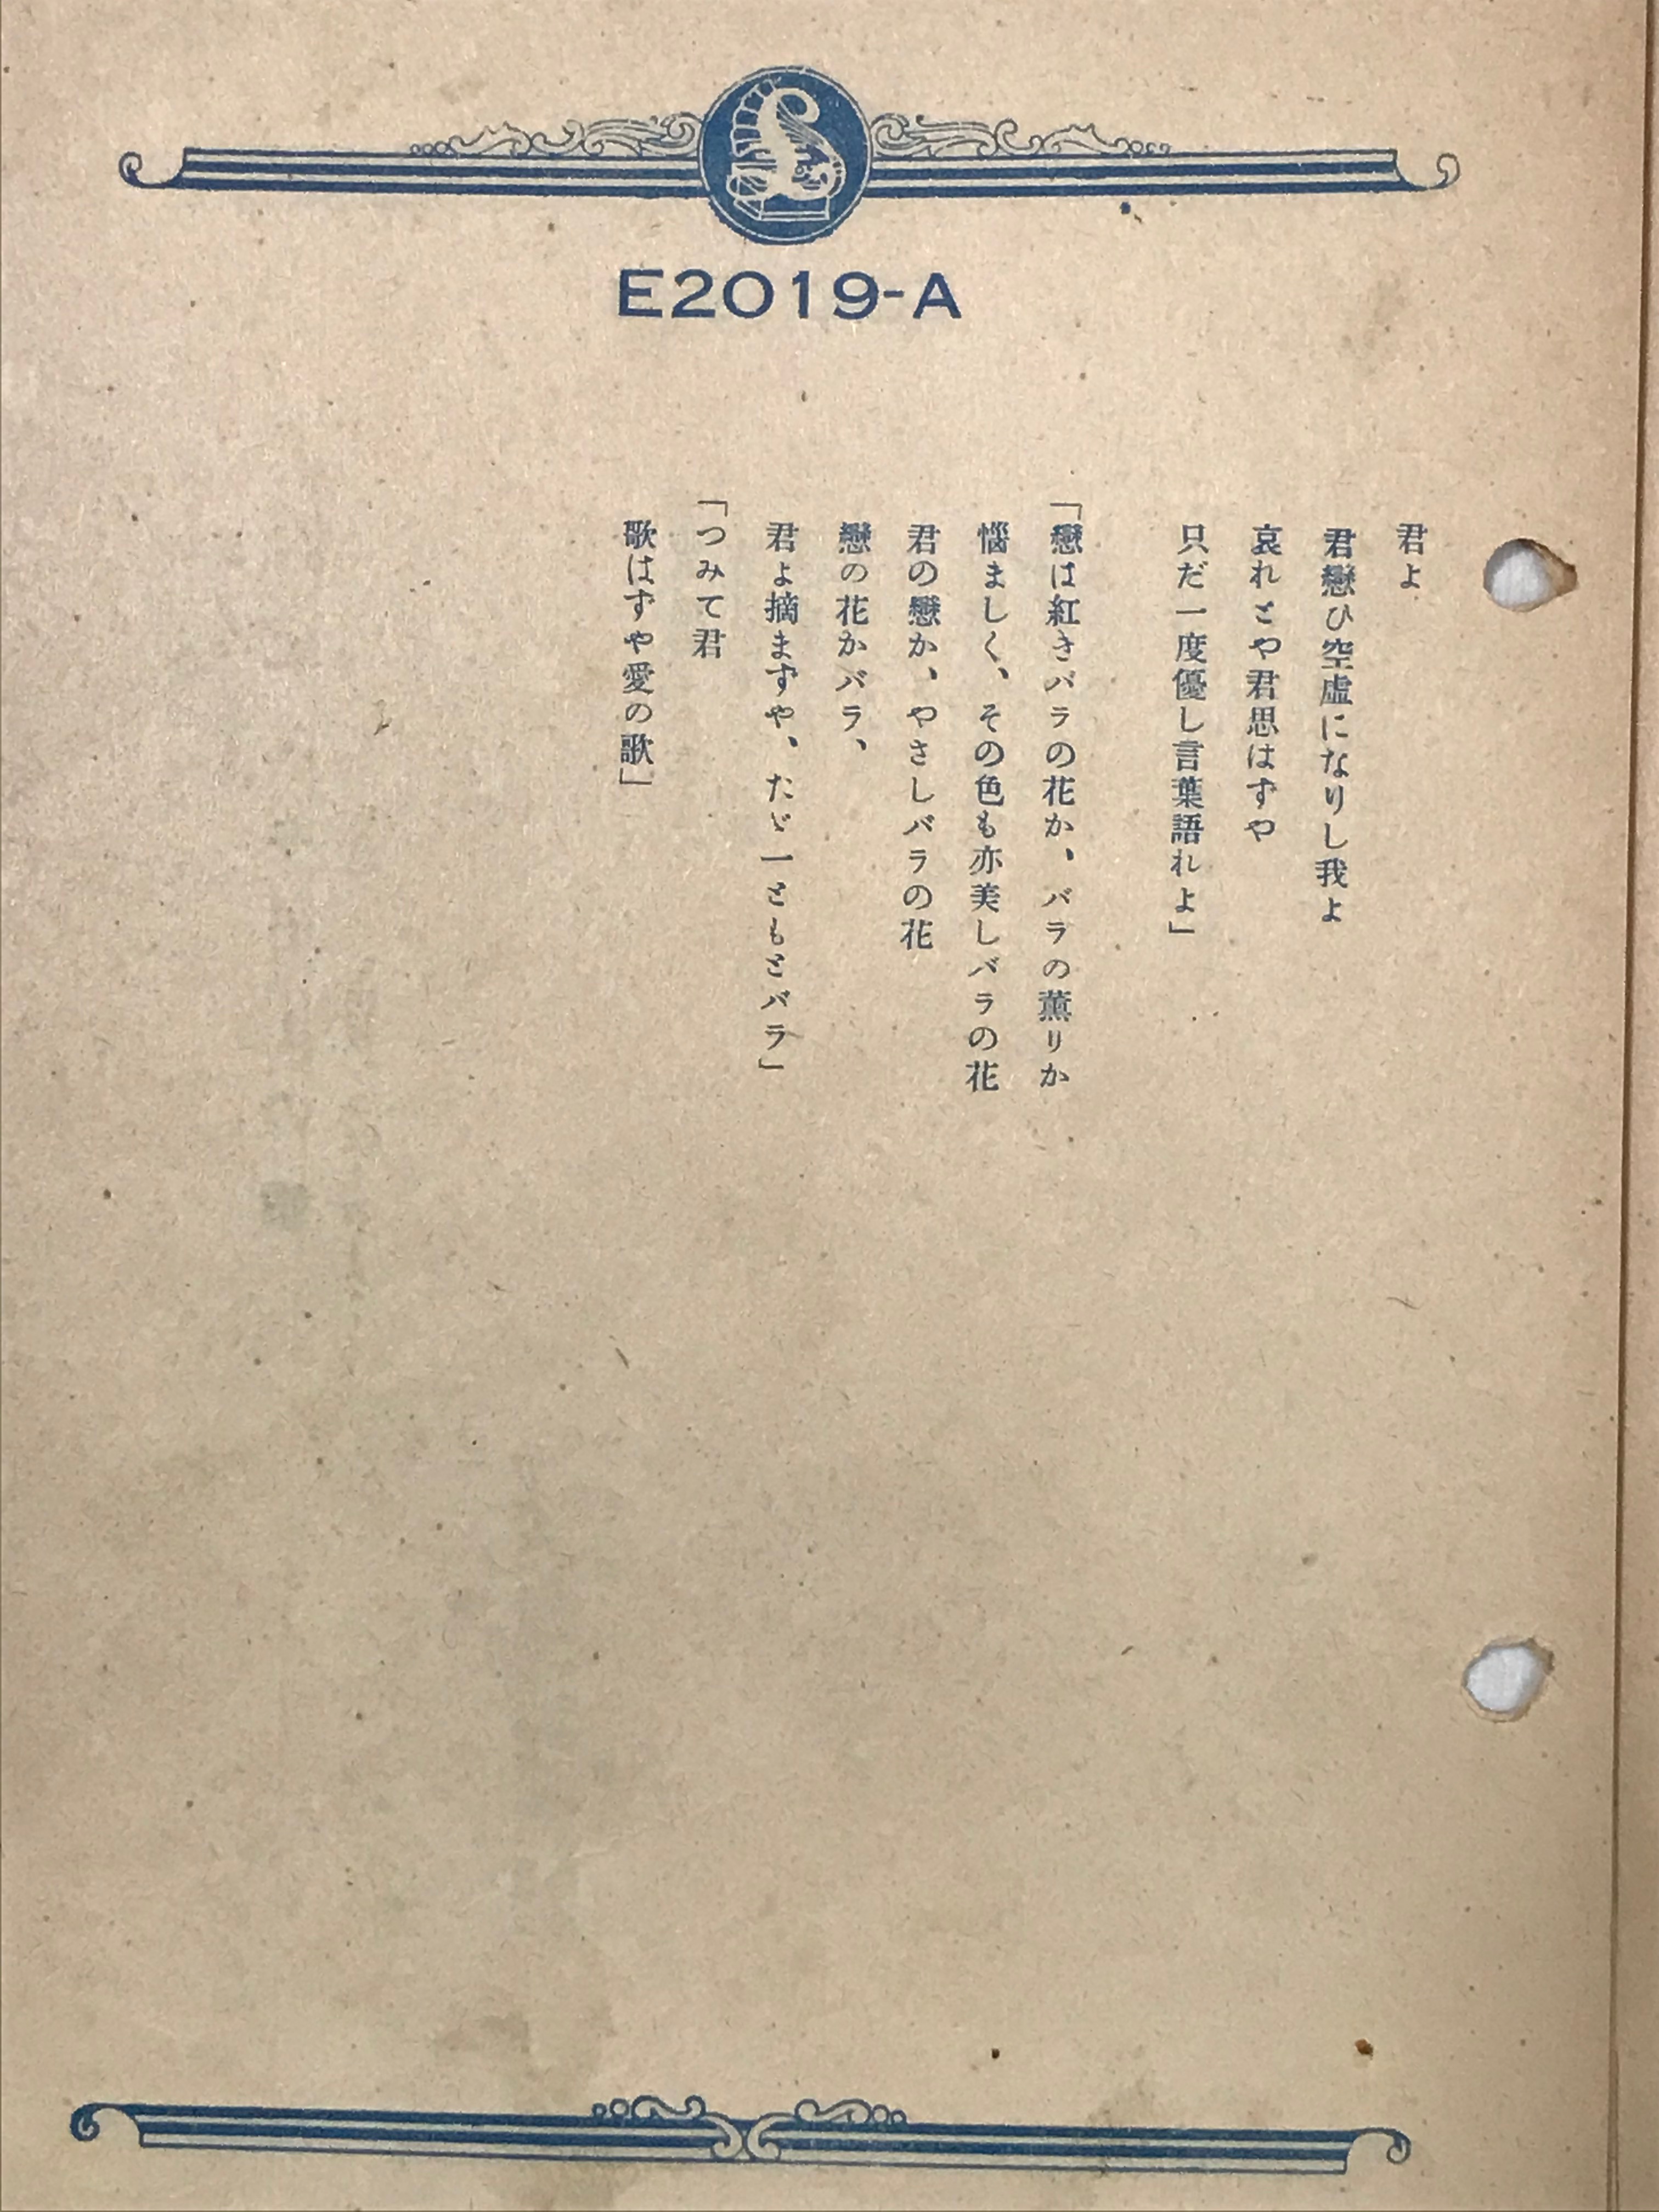 E2019-A
君よ
君戀ひ空虛になりし我よ
哀れとや君思はずや
只だ一度優し言葉語れよ」
「戀は紅きバラの花か、バラの薫りか
惱ましく、その色も亦美しバラの花
君の戀か、やさしバラの花
戀の花かバラ、
君よ摘まずや、たゞ一ともとバラ」
「つみて君
歌はずや愛の歌」